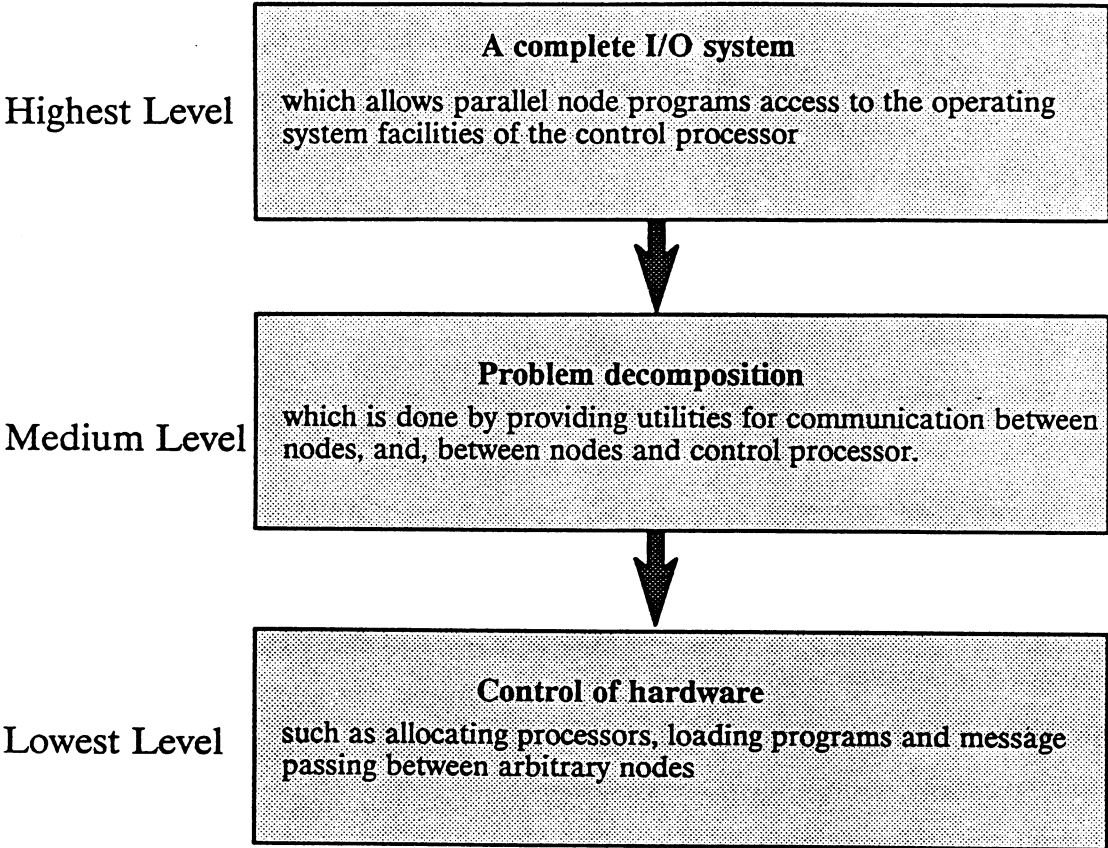 A complete I/O system
Highest Level
which allows parallel node programs access to the operating
system facilities of the control processor
Problem decomposition
Medium Level
which is done by providing utilities for communication between
nodes, and, between nodes and control processor.
Control of hardware
Lowest Level
such as allocating processors, loading programs and message
passing between arbitrary nodes